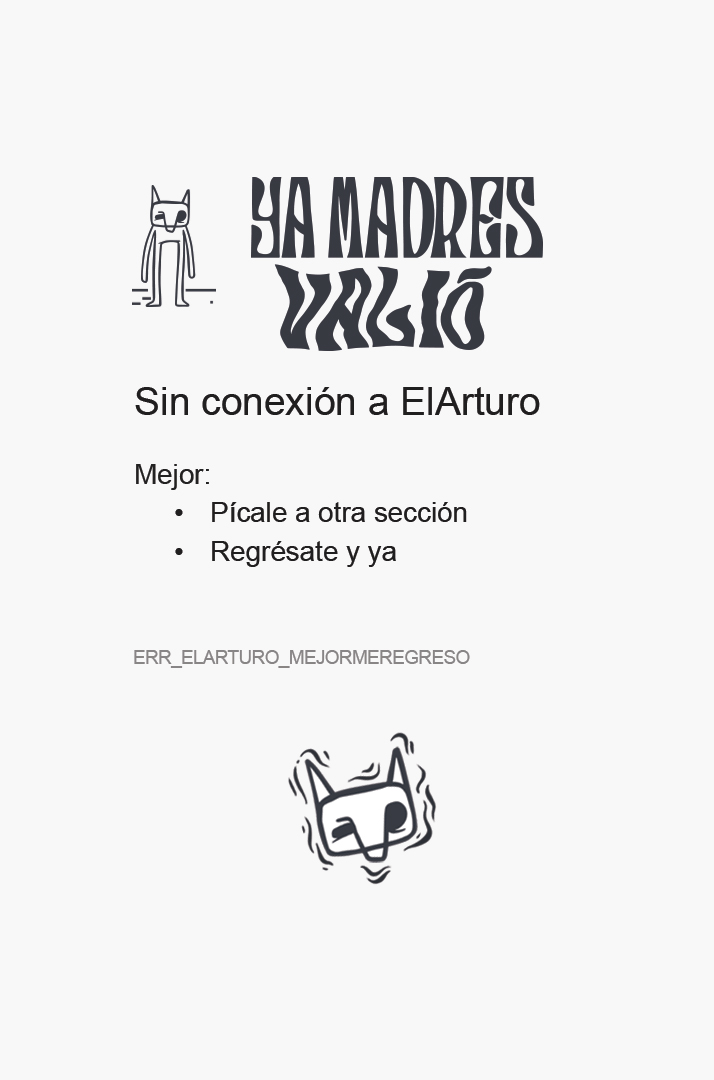 YA MADRES
VALIÓ
Sin conexión a ElArturo
Mejor:
• Pícale a otra sección
• Regrésate y ya
ERR_ELARTURO_MEJORMEREGRESO